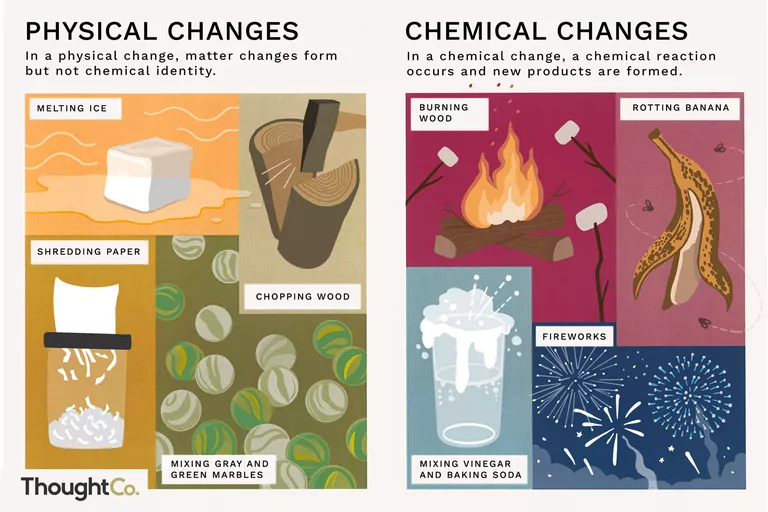 PHYSICAL CHANGES
In a physical change, matter changes form
but not chemical identity.
MELTING ICE
CHOPPING WOOD
SHREDDING PAPER
MIXING GRAY AND
GREEN MARBLES
CHEMICAL CHANGES
In a chemical change, a chemical reaction
occurs and new products are formed.
BURNING
WOOD
ROTTING BANANA
MIXING VINEGAR
AND BAKING SODA
FIREWORKS
ThoughtCo.